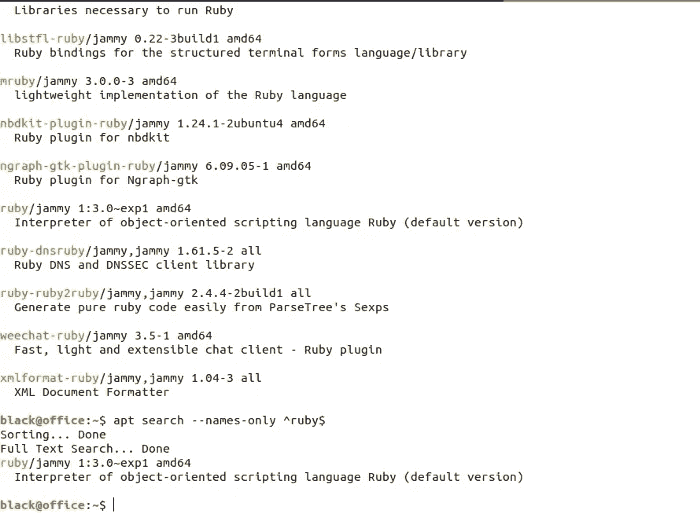 Libraries necessary to run Ruby
libstfl-ruby/jammy 0.22-3build1 amd64
Ruby bindings for the structured terminal forms language/library
mruby/jammy 3.0.0-3 amd64
lightweight implementation of the Ruby language
nbdkit-plugin-ruby/jammy 1.24.1-2ubuntu4 amd64
Ruby plugin for nbdkit
ngraph-gtk-plugin-ruby/jammy 6.09.05-1 amd64
Ruby plugin for Ngraph-gtk
ruby/jammy 1:3.0~exp1 amd64
Interpreter of object-oriented scripting language Ruby (default version)
ruby-dnsruby/jammy,jammy 1.61.5-2 all
Ruby DNS and DNSSEC client library
ruby-ruby2ruby/jammy,jammy 2.4.4-2build1 all
Generate pure ruby code easily from ParseTree's Sexps
weechat-ruby/jammy 3.5-1 amd64
Fast, light and extensible chat client - Ruby plugin
xmlformat-ruby/jammy,jammy 1.04-3 all
XML Document Formatter
black@office:~$ apt search --names-only ^ruby$
Sorting... Done
Full Text Search... Done
ruby/jammy 1:3.0~exp1 amd64
Interpreter of object-oriented scripting language Ruby (default version)
black@office:~$